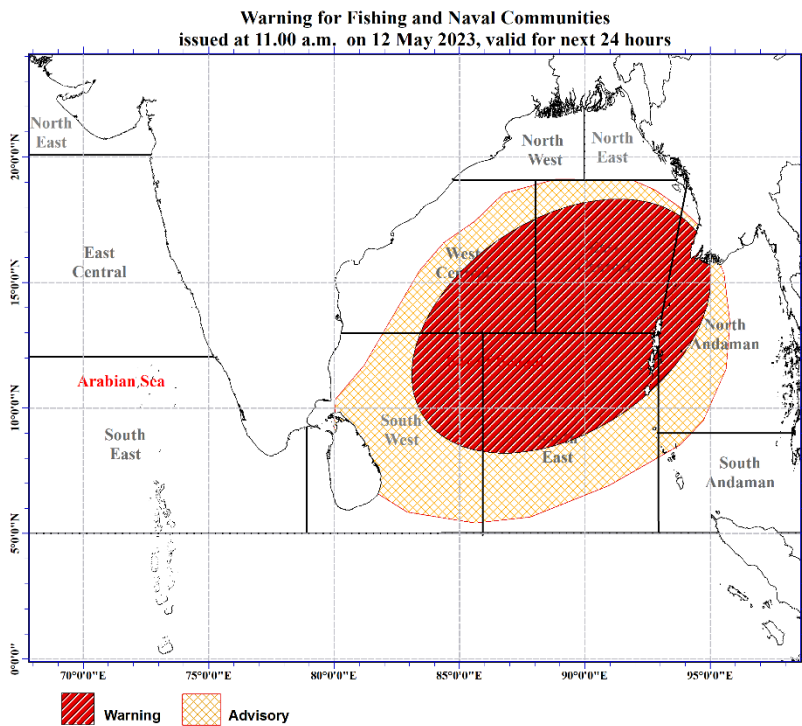 Warning for Fishing and Naval Communities
issued at 11.00 a.m. on 12 May 2023, valid for next 24 hours
North
East
North
West
North
East
20°0'0"N
East
Central
West
Central
15°0'0"N
North
Andaman
Arabian Sea
10°0'0"N
South
East
South
West
East
South
Andaman
5°0'0"N
0°0'0"
70°0'0"E
75°0'0"E
80°0'0"E
85°0'0"E
90°0'0"E
95°0'0"E
Warning
Advisory